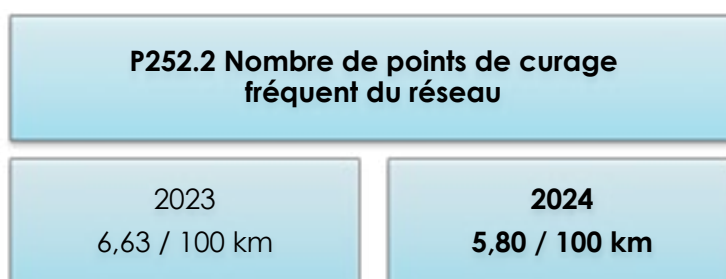 P252.2 Nombre de points de curage
fréquent du réseau
2023
6,63 / 100 km
2024
5,80 / 100 km